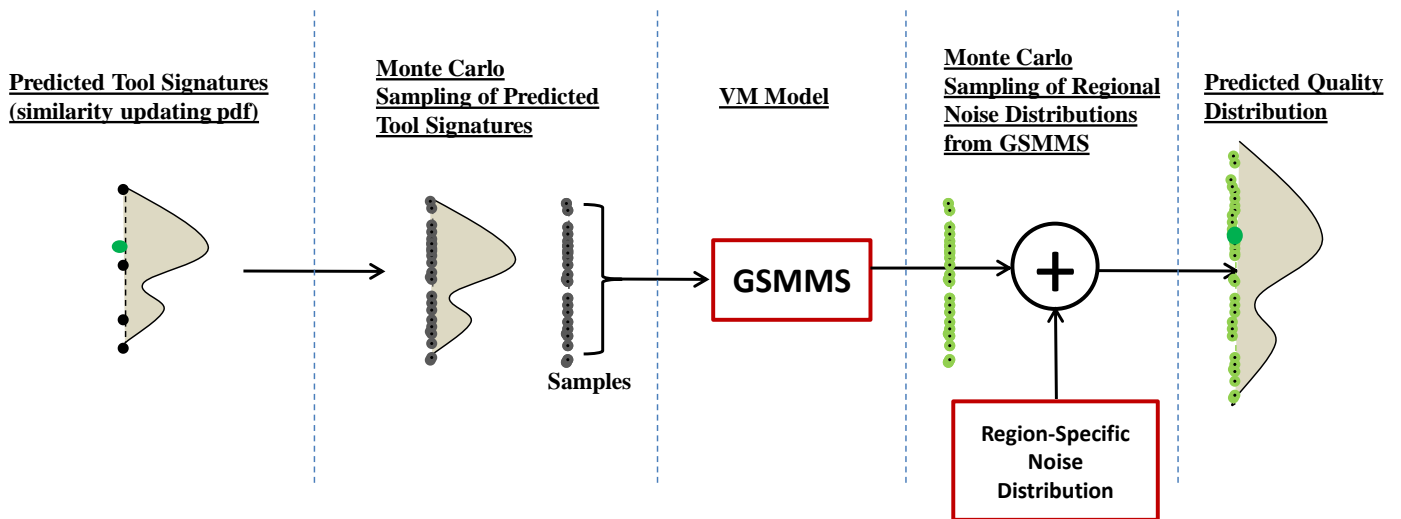 Predicted Tool Signatures
(similarity updating pdf)
Monte Carlo
Sampling of Predicted
Tool Signatures
Samples
VM Model
GSMMS
Monte Carlo
Sampling of Regional
Noise Distributions
from GSMMS
+
Region-Specific
Noise
Distribution
Predicted Quality
Distribution